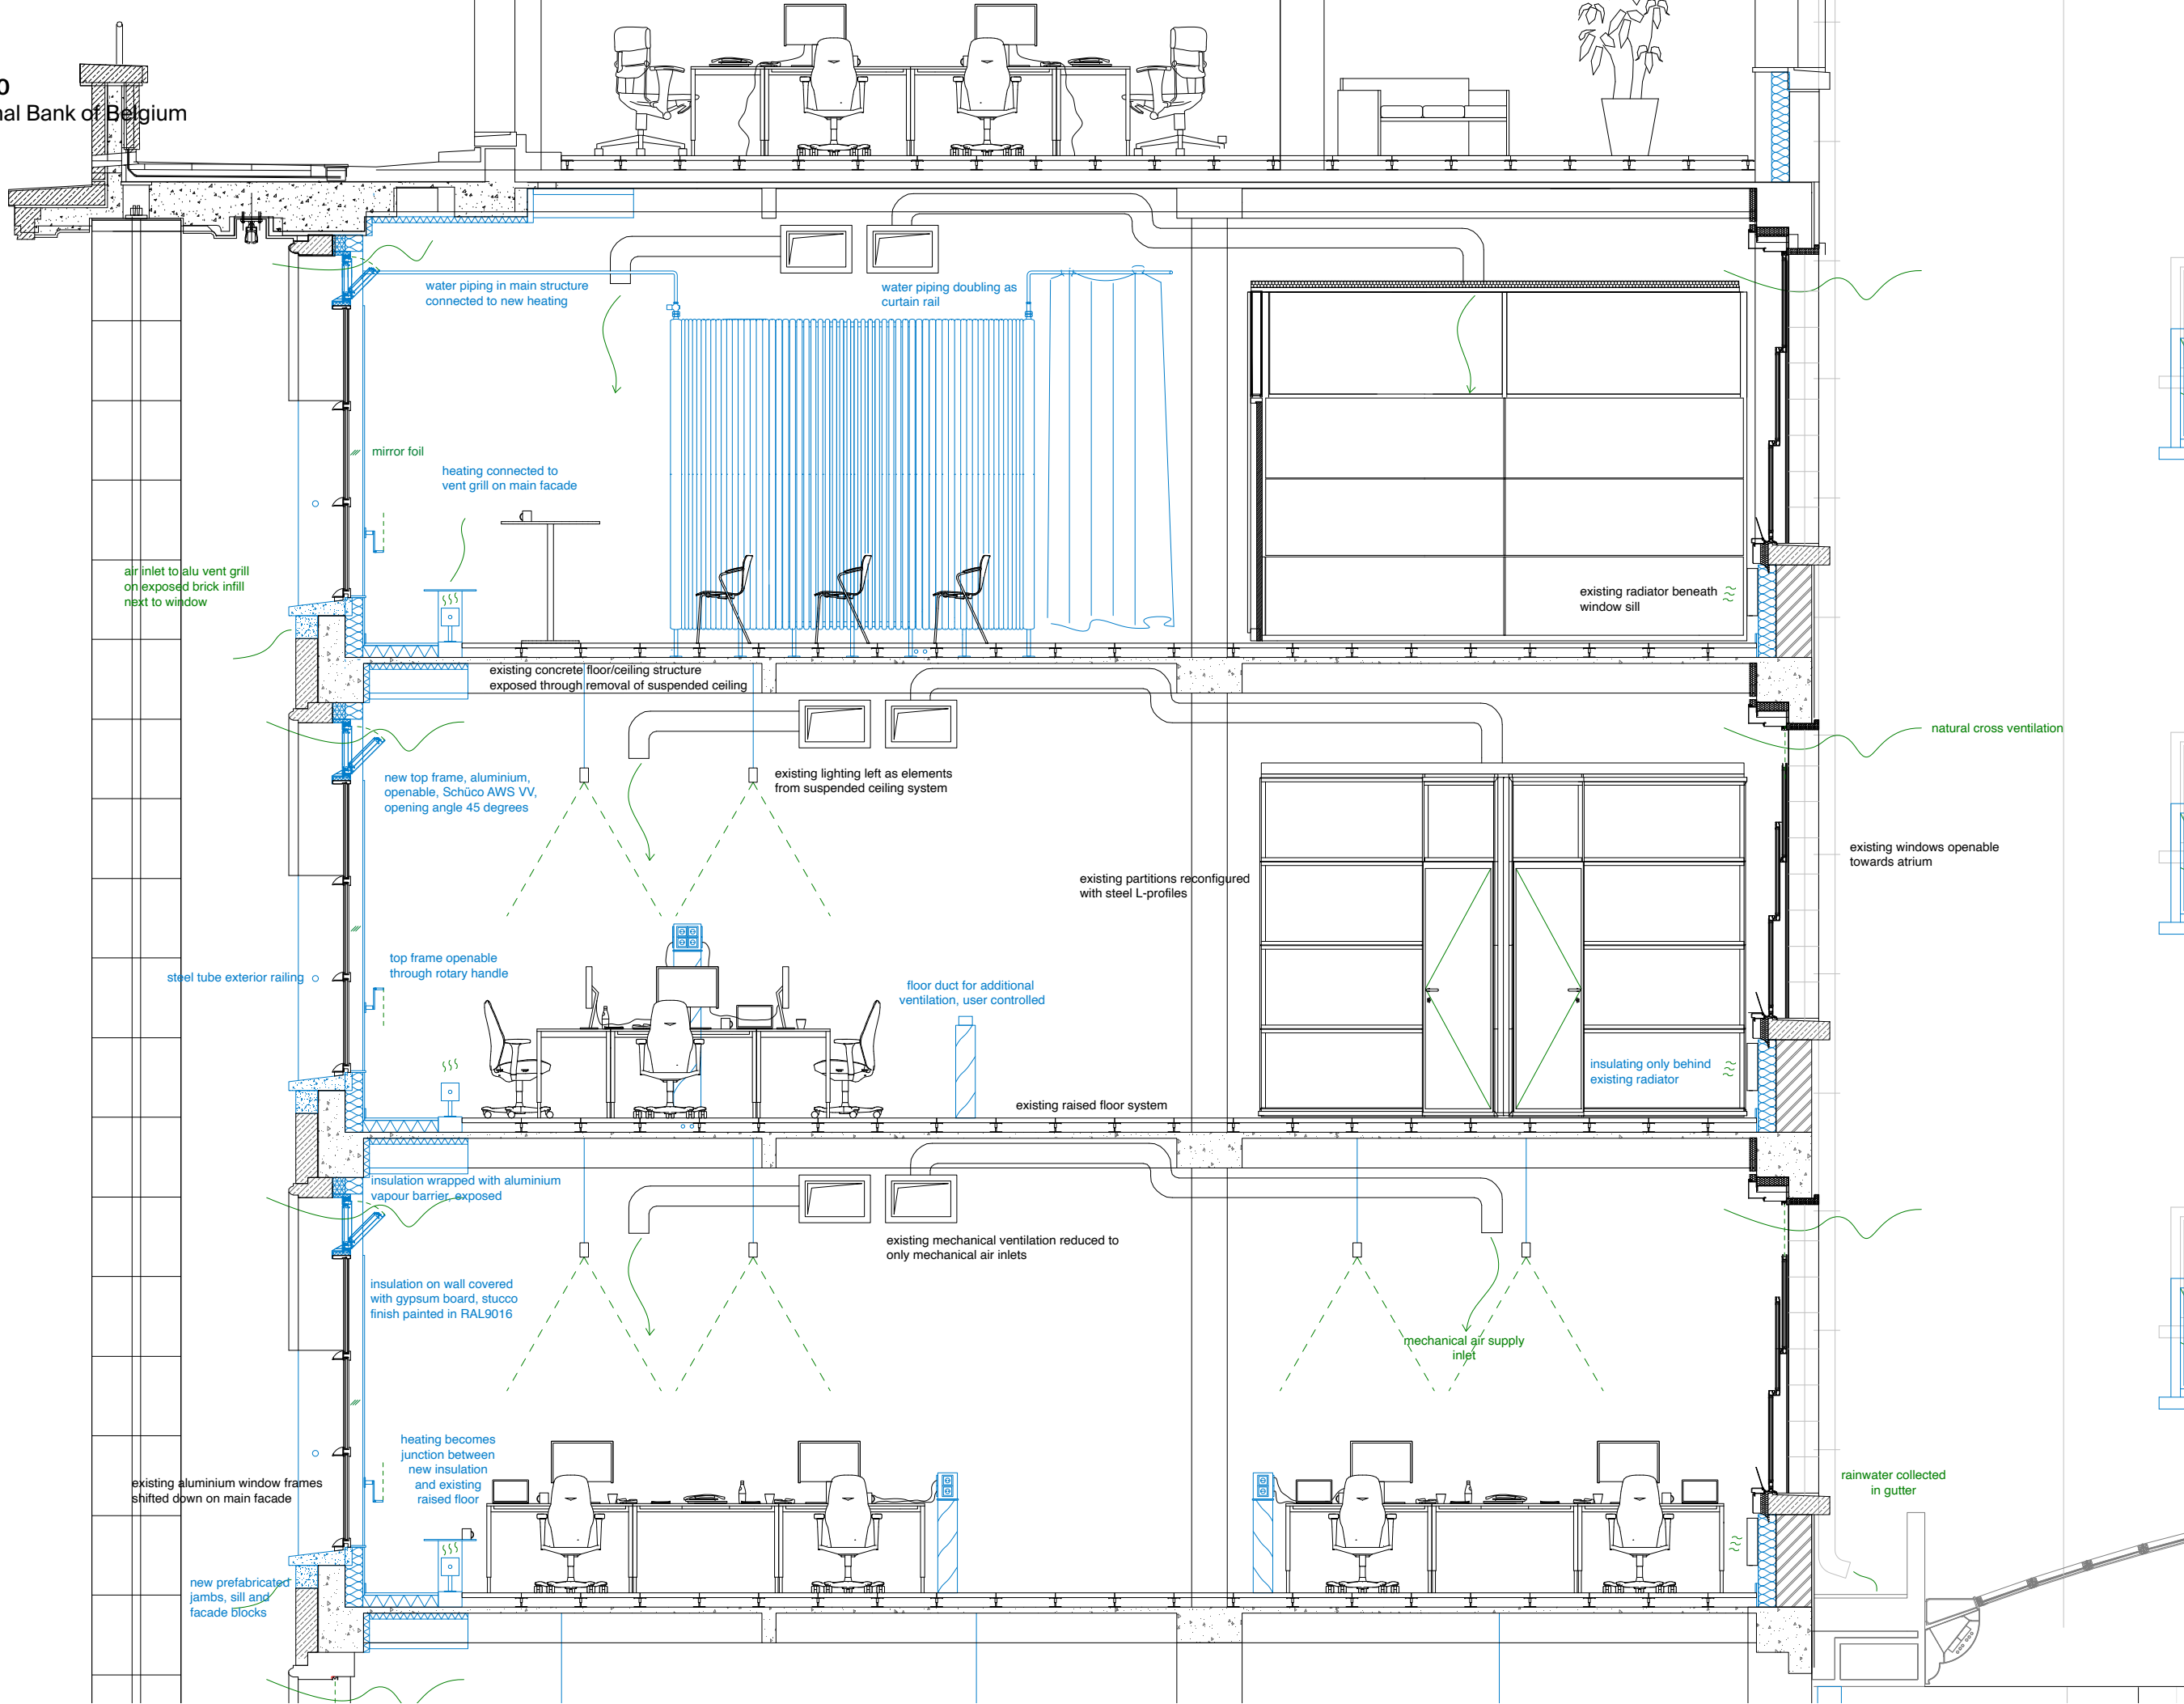 0
nal Bank of Belgium
water piping in main structure
connected to new heating
water piping doubling as
curtain rail
mirror foil
heating connected to
vent grill on main facade
air inlet to alu vent grill
on exposed brick infill
next to window
existing radiator beneath
window sill
existing concrete floor/ceiling structure
exposed through removal of suspended ceiling
natural cross ventilation
new top frame, aluminium,
openable, Schüco AWS VV,
opening angle 45 degrees
existing lighting left as elements
from suspended ceiling system
existing windows openable
towards atrium
existing partitions reconfigured
with steel L-profiles
top frame openable
through rotary handle
steel tube exterior railing
floor duct for additional
ventilation, user controlled
insulating only behind
existing radiator
existing raised floor system
insulation wrapped with aluminium
vapour barrier, exposed
existing mechanical ventilation reduced to
only mechanical air inlets
insulation on wall covered
with gypsum board, stucco
finish painted in RAL9016
mechanical air supply
inlet
heating becomes
junction between
new insulation
and existing
raised floor
existing aluminium window frames
shifted down on main facade
rainwater collected
in gutter
new prefabricated
jambs, sill and
facade blocks